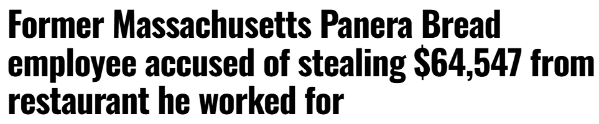 Former Massachusetts Panera Bread
employee accused of stealing $64,547 from
restaurant he worked for